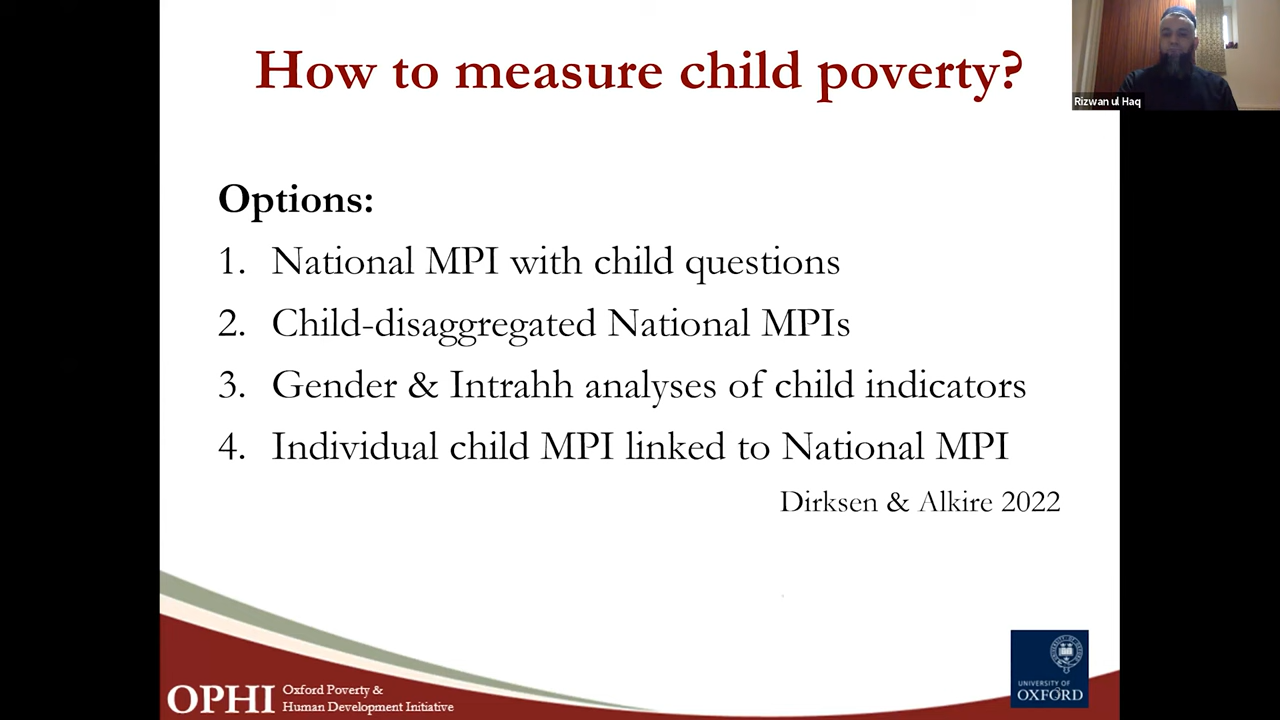 How to measure child poverty?
Rizwan ul Haq
Options:
1. National MPI with child questions
2. Child-disaggregated National MPIs
3. Gender & Intrahh analyses of child indicators
4. Individual child MPI linked to National MPI
Dirksen & Alkire 2022
OPHI
Oxford Poverty &
Human Development Initiative
UNIVERSITY OF
OXFORD